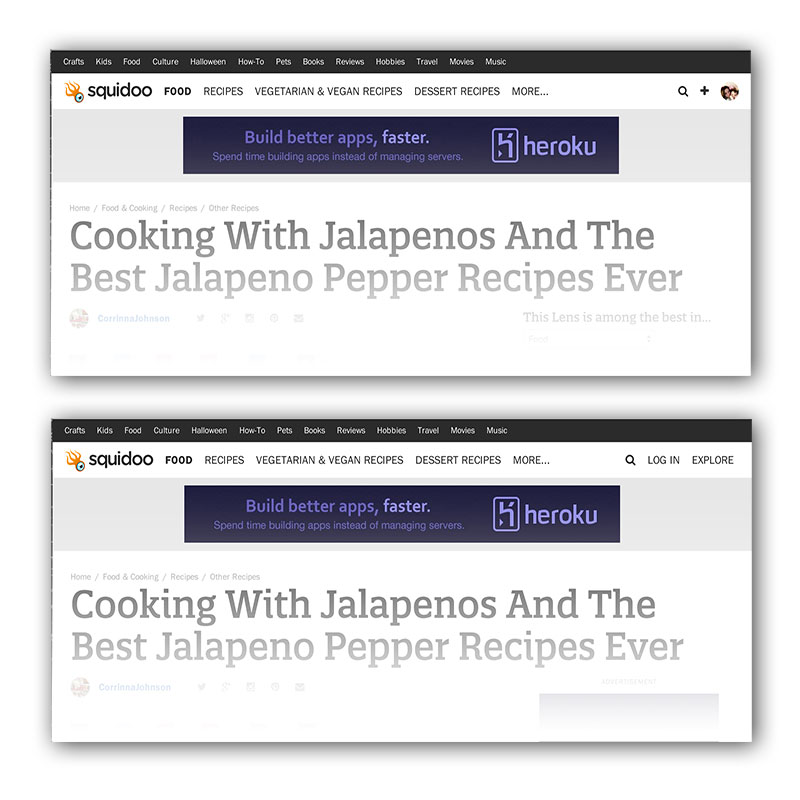 Crafts Kids Food Culture Halloween How-To Pets Books Reviews Hobbies Travel Movies Music
squidoo FOOD RECIPES VEGETARIAN & VEGAN RECIPES DESSERT RECIPES MORE...
Build better apps, faster.
Spend time building apps instead of managing servers.
heroku
Home / Food & Cooking / Recipes / Other Recipes
Cooking With Jalapenos And The
Best Jalapeno Pepper Recipes Ever
CorrinnaJohnson
This Lens is among the best in...
Food
Crafts Kids Food Culture Halloween How-To Pets Books Reviews Hobbies Travel Movies Music
squidoo FOOD RECIPES VEGETARIAN & VEGAN RECIPES DESSERT RECIPES MORE... LOG IN EXPLORE
Build better apps, faster.
Spend time building apps instead of managing servers.
heroku
Home / Food & Cooking / Recipes / Other Recipes
Cooking With Jalapenos And The
Best Jalapeno Pepper Recipes Ever
ADVERTISEMENT
CorrinnaJohnson